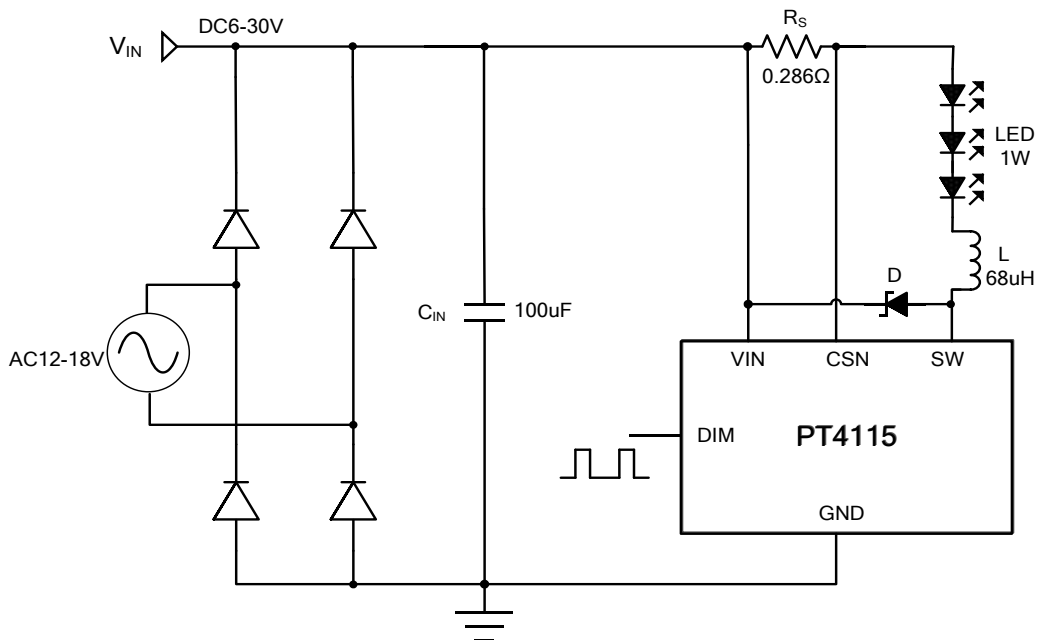 DC6-30V
VIN
RS
0.286Ω
LED
1W
L
68uH
D
CIN
100uF
AC12-18V
VIN
CSN
SW
DIM
PT4115
GND